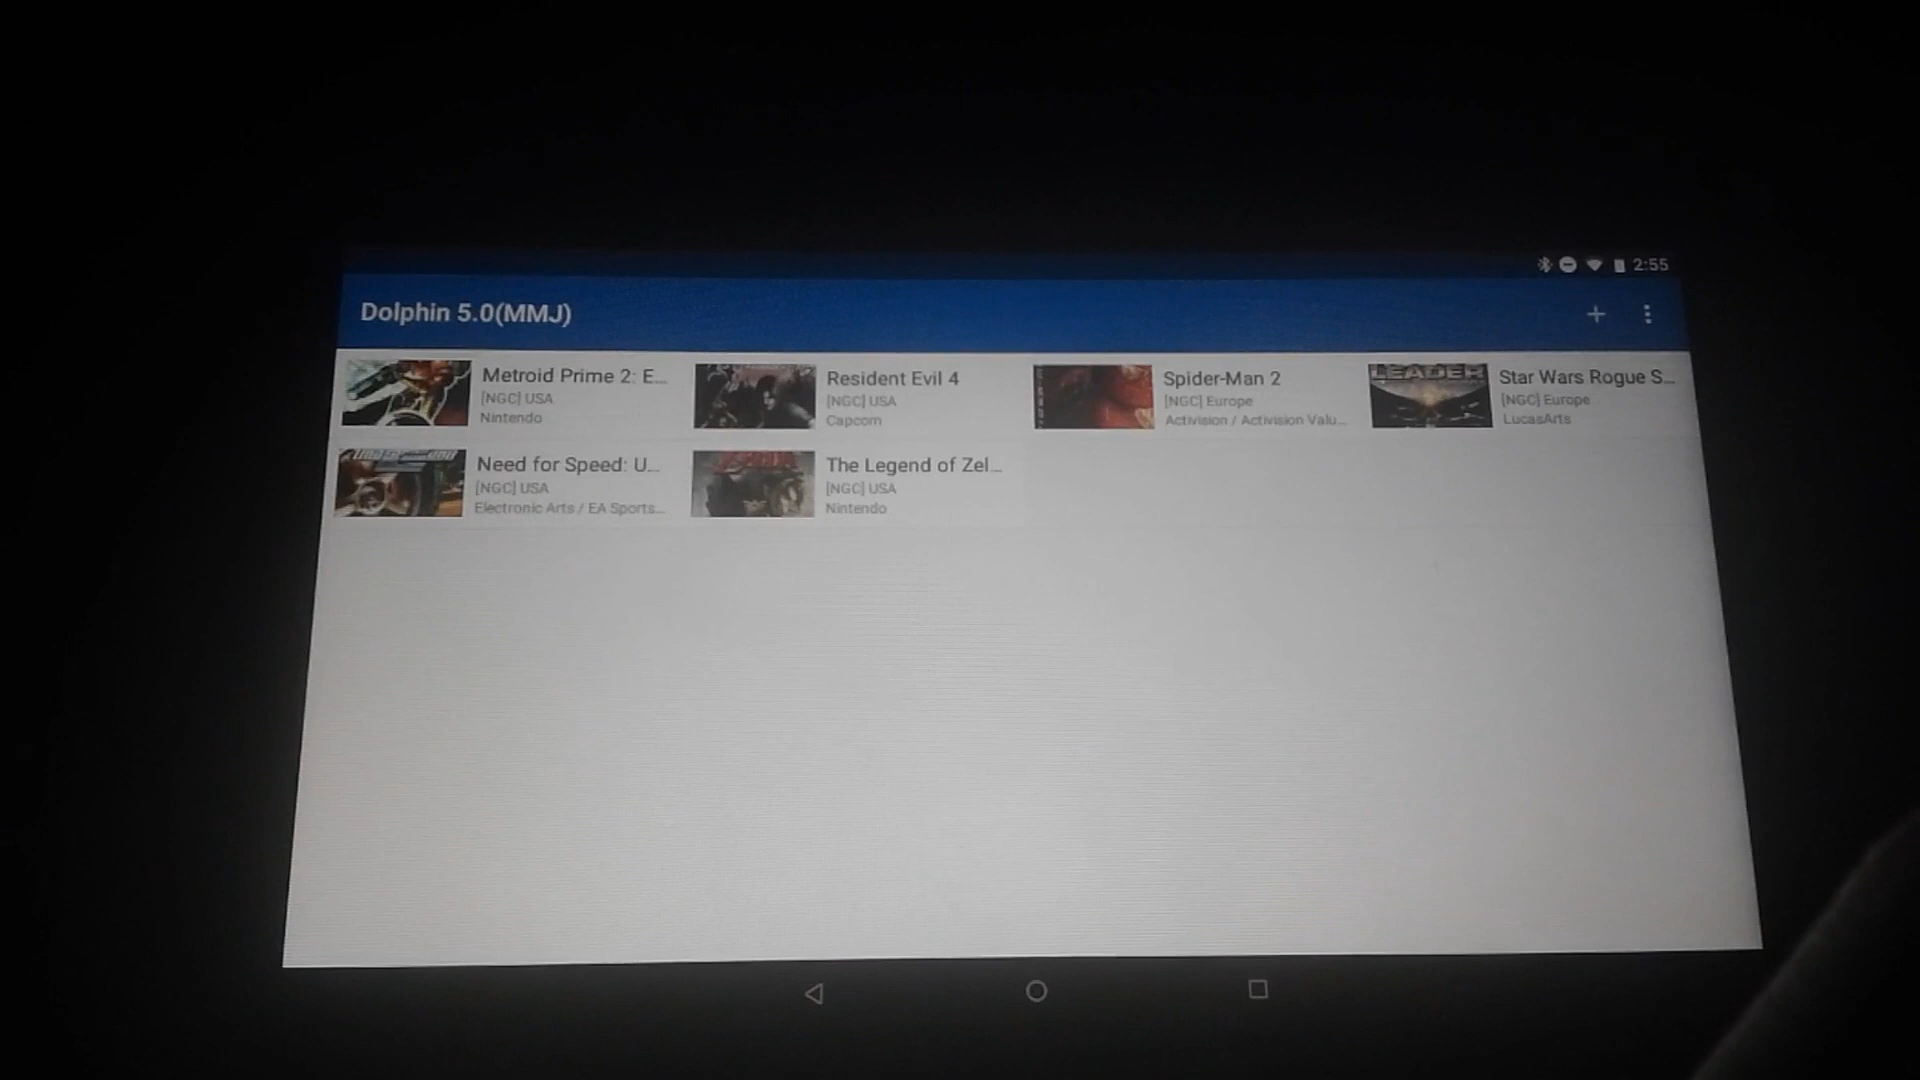 2:55
Dolphin 5.0(MMJ)
Metroid Prime 2: E...
[NGC] USA
Nintendo
Resident Evil 4
[NGC] USA
Capcom
Spider-Man 2
[NGC] Europe
Activision / Activision Valu...
LEADER
Star Wars Rogue S...
[NGC] Europe
LucasArts
Need for Speed: U...
[NGC] USA
Electronic Arts / EA Sports...
The Legend of Zel...
[NGC] USA
Nintendo